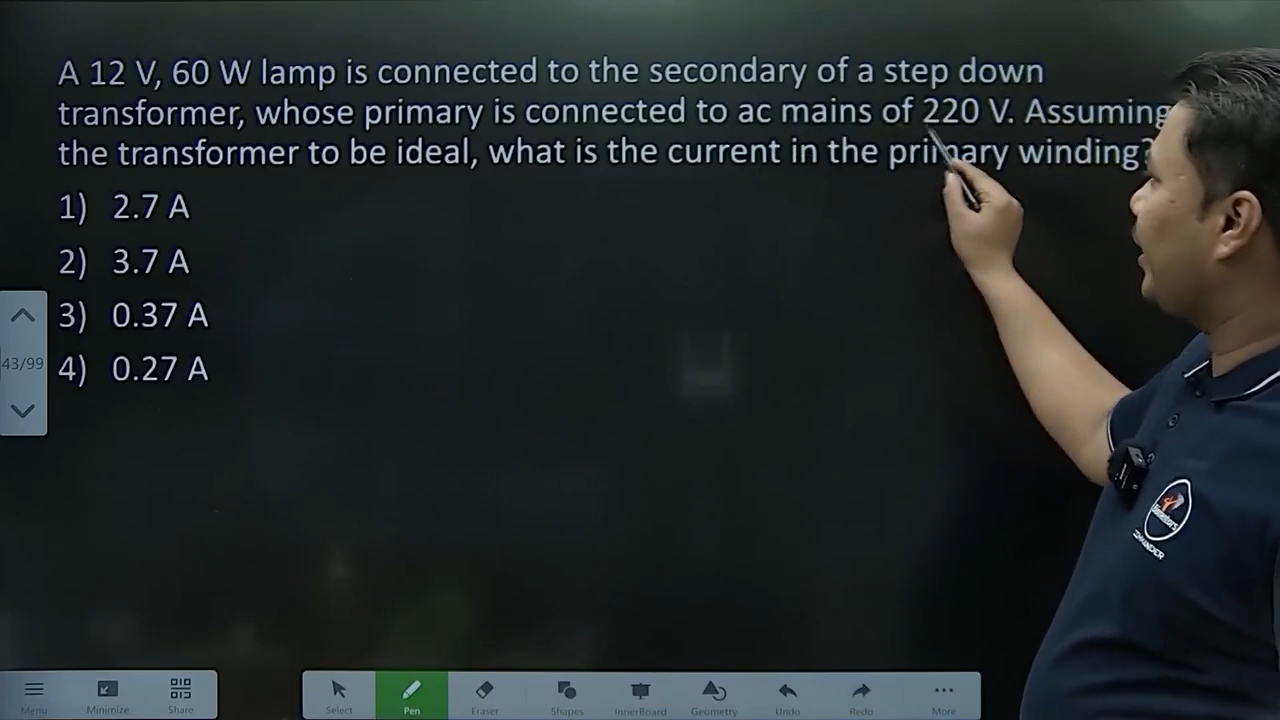 A 12 V, 60 W lamp is connected to the secondary of a step down
transformer, whose primary is connected to ac mains of 220 V. Assuming
the transformer to be ideal, what is the current in the primary winding?
1) 2.7 A
2) 3.7 A
3) 0.37 A
4) 0.27 A
43/99
Menu Minimize Share Select Pen Eraser Shapes InnerBoard Geometry Undo Redo More